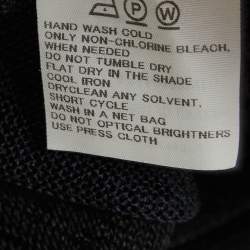 HAND WASH COLD
ONLY NON-CHLORINE BLEACH,
WHEN NEEDED
DO NOT TUMBLE DRY
FLAT DRY IN THE SHADE
COOL IRON
DRYCLEAN ANY SOLVENT,
SHORT CYCLE
WASH IN A NET BAG
DO NOT OPTICAL BRIGHTNERS
USE PRESS CLOTH